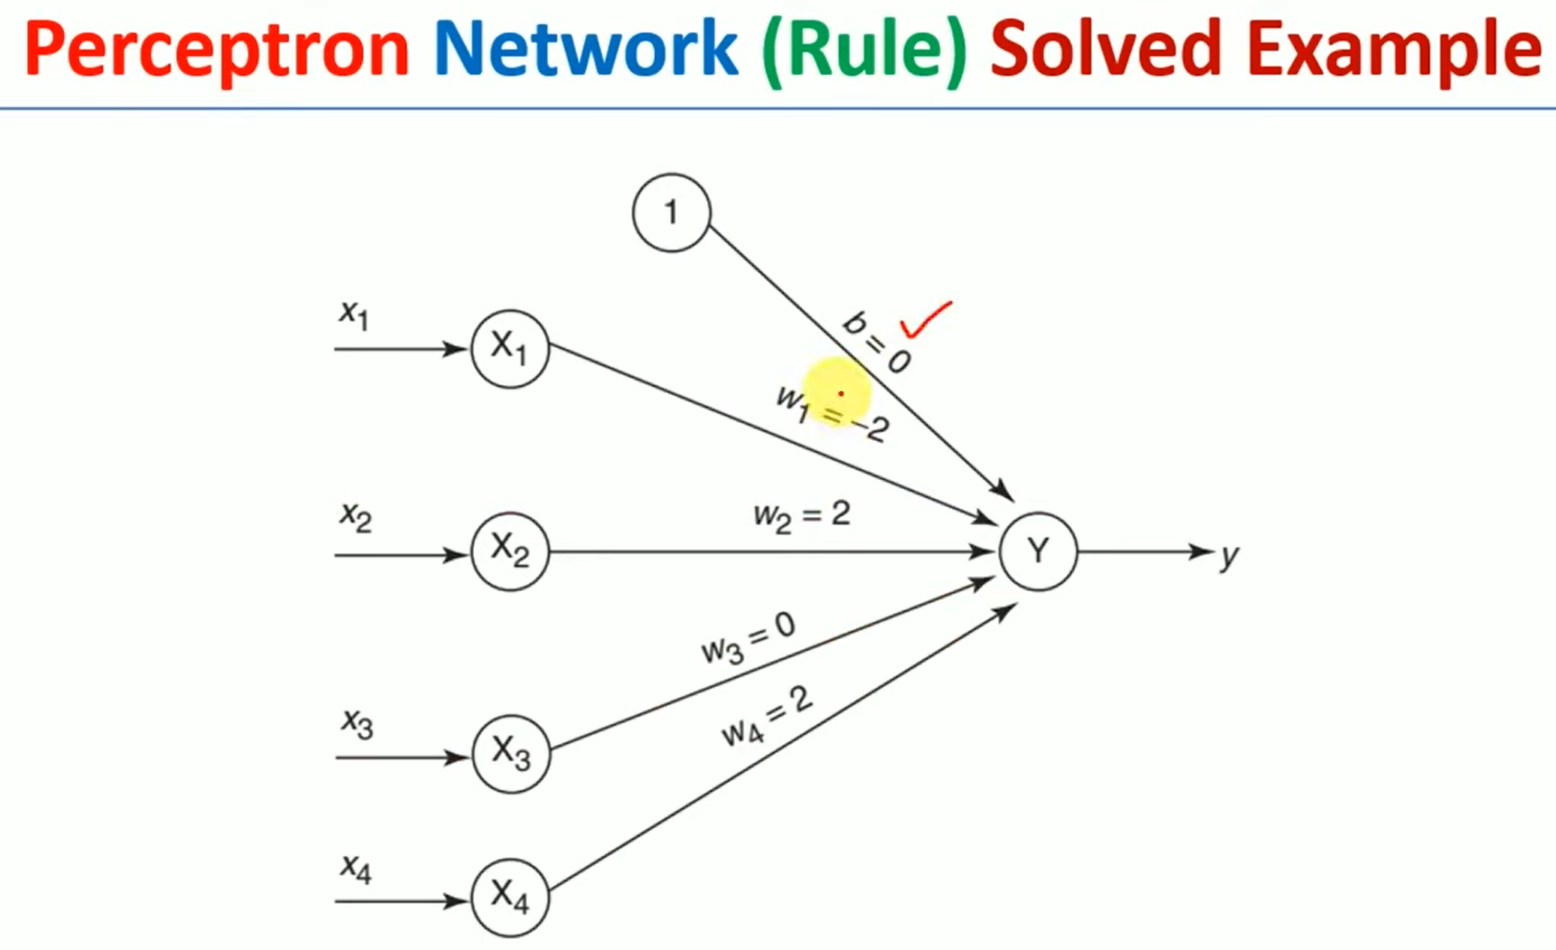 Perceptron Network (Rule) Solved Example
1
b = 0
x1
X1
w1 = –2
x2
X2
w2 = 2
Y
y
w3 = 0
x3
X3
w4 = 2
x4
X4